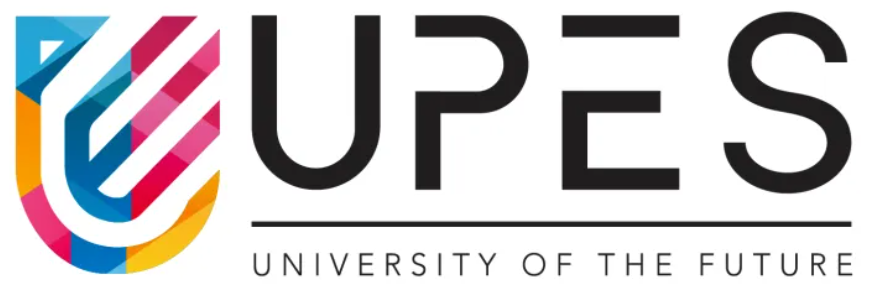 UPES
UNIVERSITY OF THE FUTURE